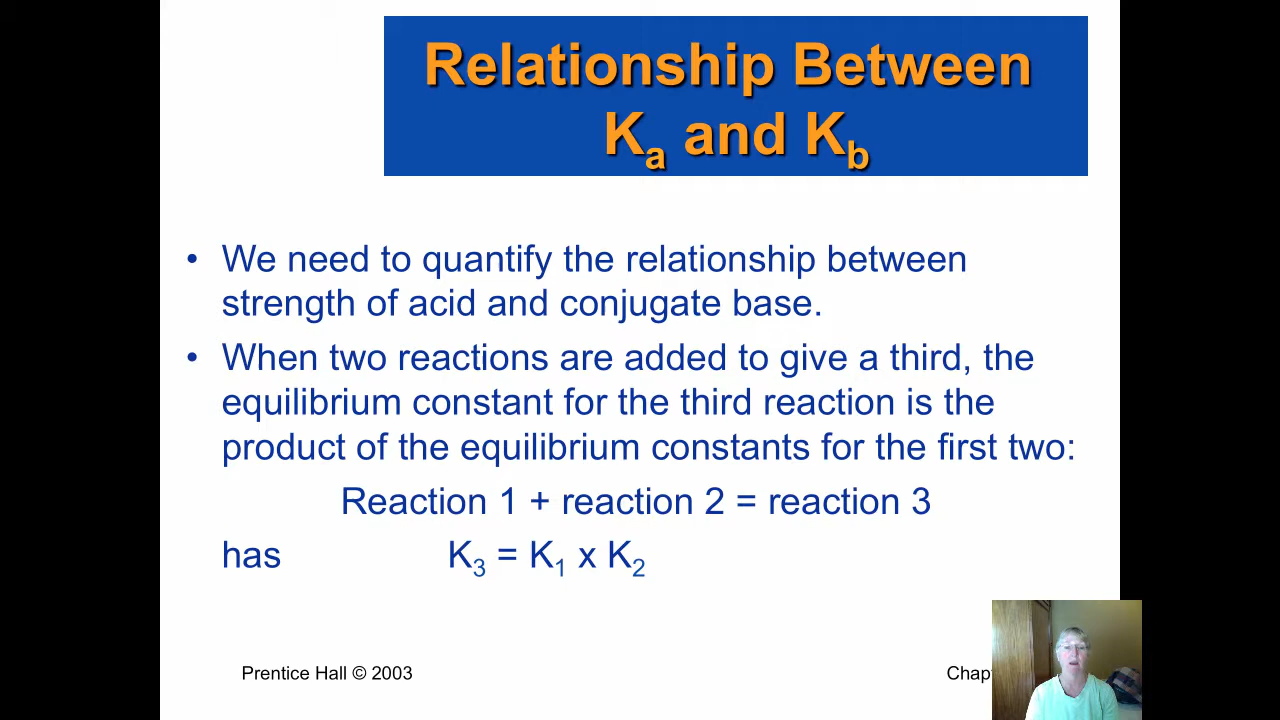 Relationship Between
Kₐ and K_b
• We need to quantify the relationship between
strength of acid and conjugate base.
• When two reactions are added to give a third, the
equilibrium constant for the third reaction is the
product of the equilibrium constants for the first two:
Reaction 1 + reaction 2 = reaction 3
has K₃ = K₁ x K₂
Prentice Hall © 2003